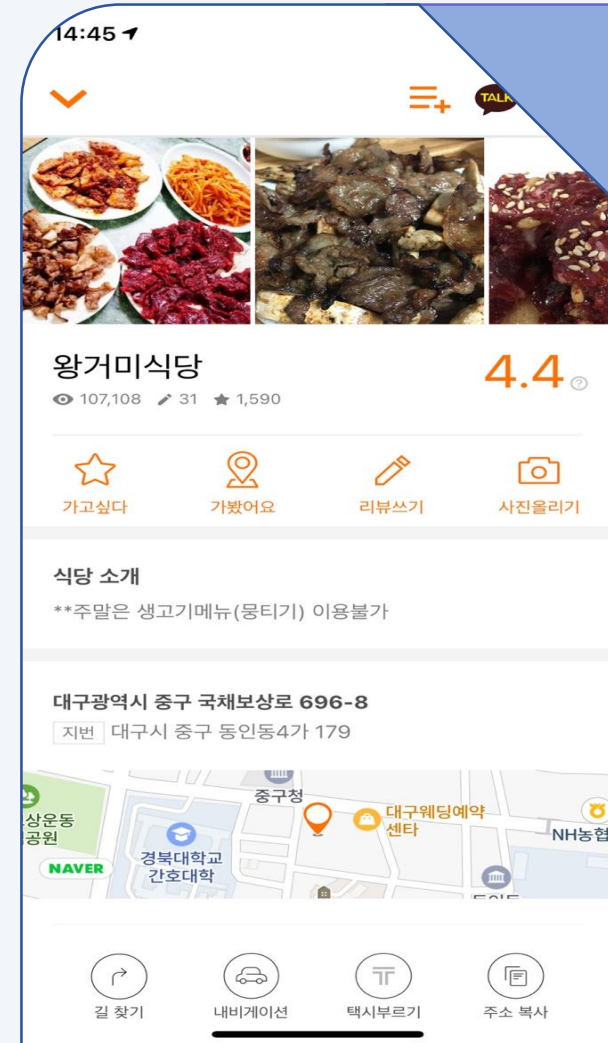 14:45
TALK
왕거미식당
4.4
107,108 31 1,590
가고싶다 가봤어요 리뷰쓰기 사진올리기
식당 소개
**주말은 생고기메뉴(뭉티기) 이용불가
대구광역시 중구 국채보상로 696-8
지번 대구시 중구 동인동4가 179
중구청
대구웨딩예약
센타
상운동
공원
NH농협
경북대학교
간호대학
NAVER
길 찾기 내비게이션 택시부르기 주소 복사